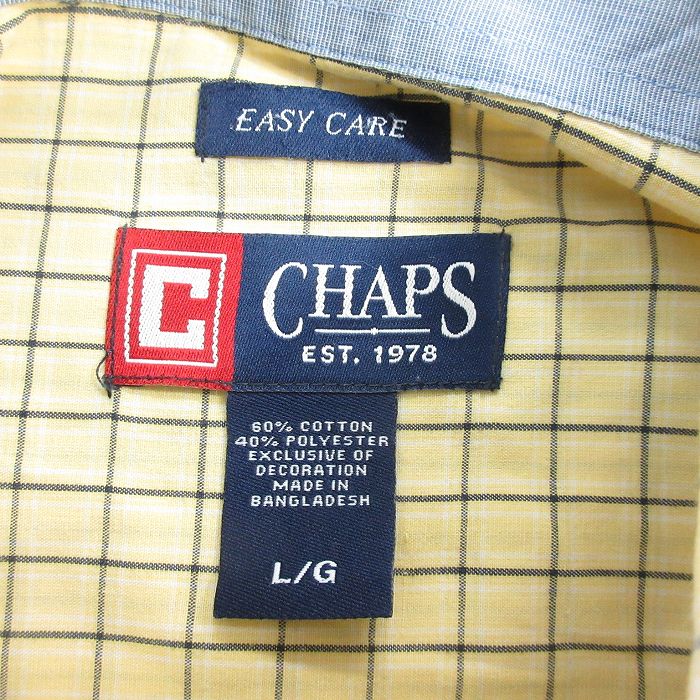 EASY CARE
C CHAPS
EST. 1978
60% COTTON
40% POLYESTER
EXCLUSIVE OF
DECORATION
MADE IN
BANGLADESH
L/G